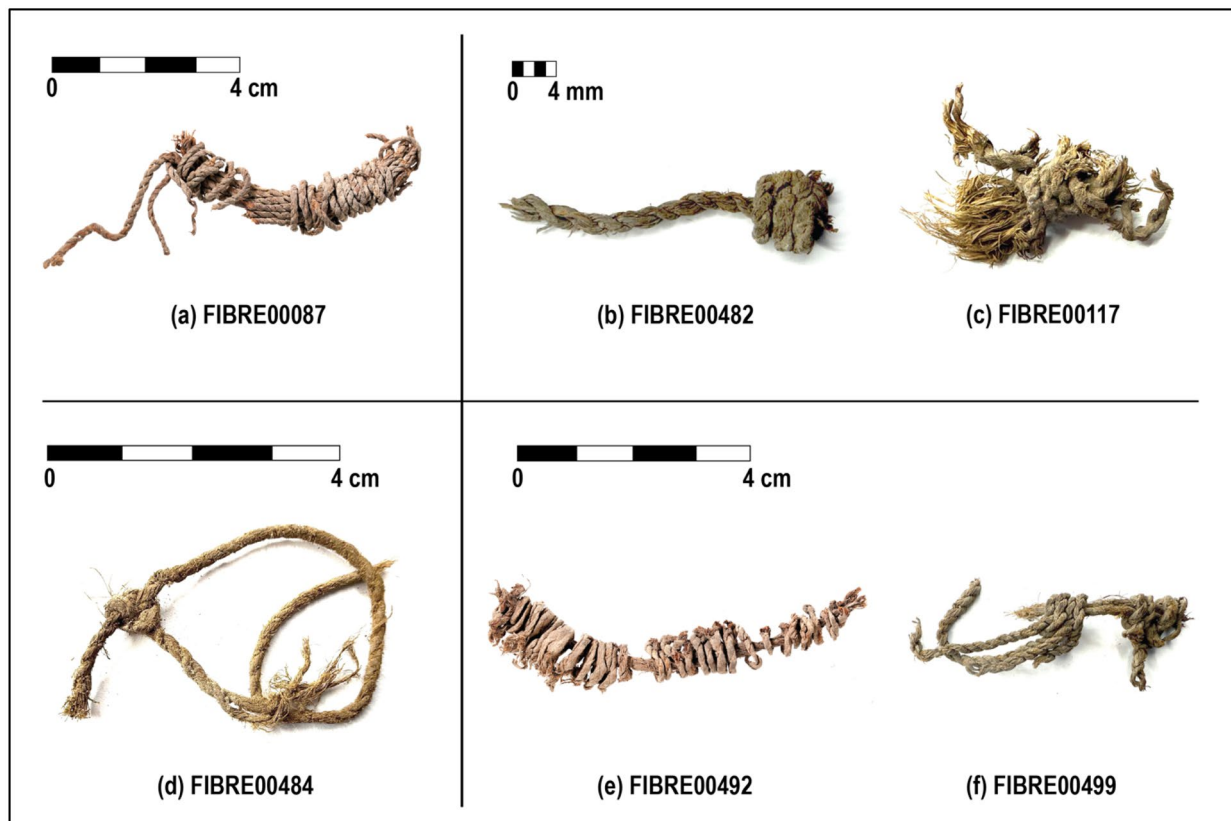 0 4 cm
(a) FIBRE00087
0 4 mm
(b) FIBRE00482
(c) FIBRE00117
0 4 cm
(d) FIBRE00484
0 4 cm
(e) FIBRE00492
(f) FIBRE00499